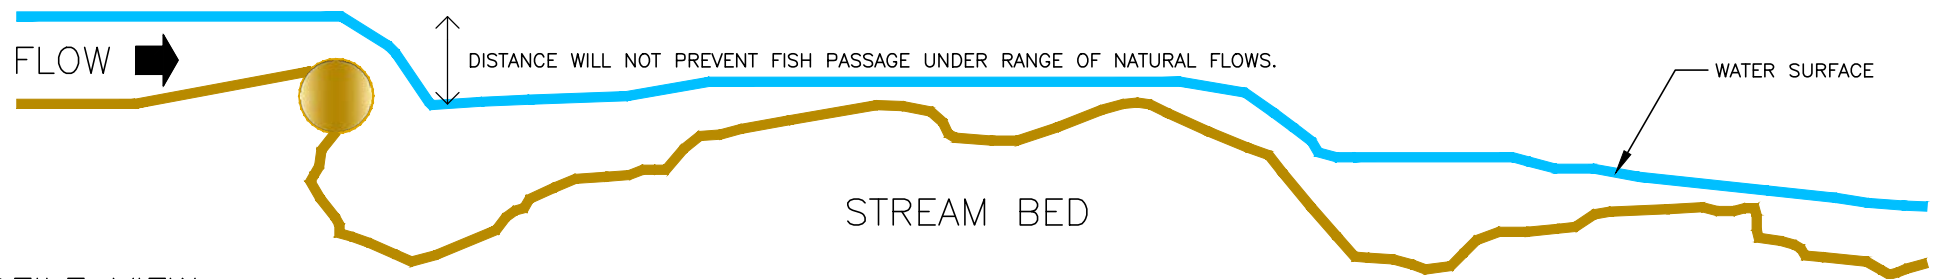 FLOW
DISTANCE WILL NOT PREVENT FISH PASSAGE UNDER RANGE OF NATURAL FLOWS.
WATER SURFACE
STREAM BED